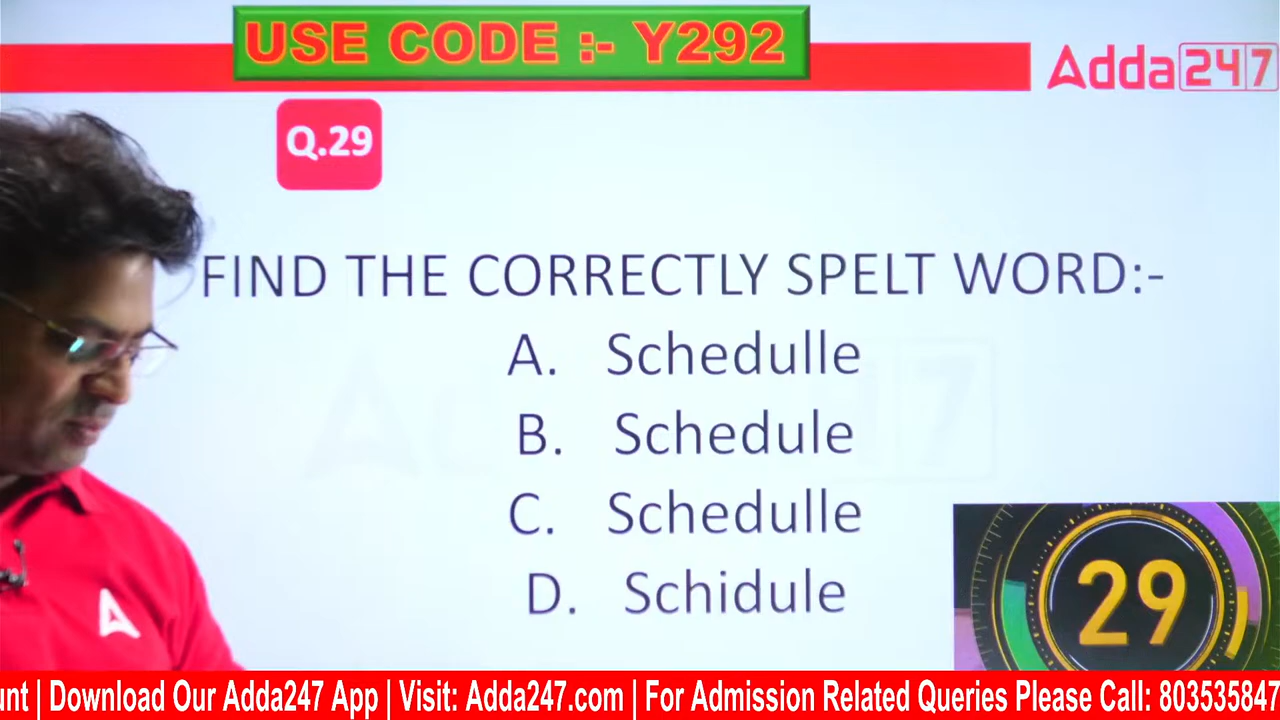 USE CODE :- Y292
Adda247
Q.29
FIND THE CORRECTLY SPELT WORD:-
A. Schedulle
B. Schedule
C. Schedulle
D. Schidule
29
unt | Download Our Adda247 App | Visit: Adda247.com | For Admission Related Queries Please Call: 803535847